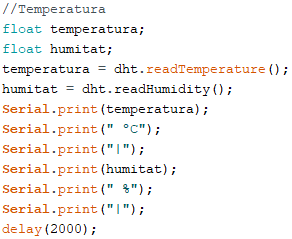 //Temperatura
float temperatura;
float humitat;
temperatura = dht.readTemperature();
humitat = dht.readHumidity();
Serial.print(temperatura);
Serial.print(" ºC");
Serial.print("|");
Serial.print(humitat);
Serial.print(" %");
Serial.print("|");
delay(2000);